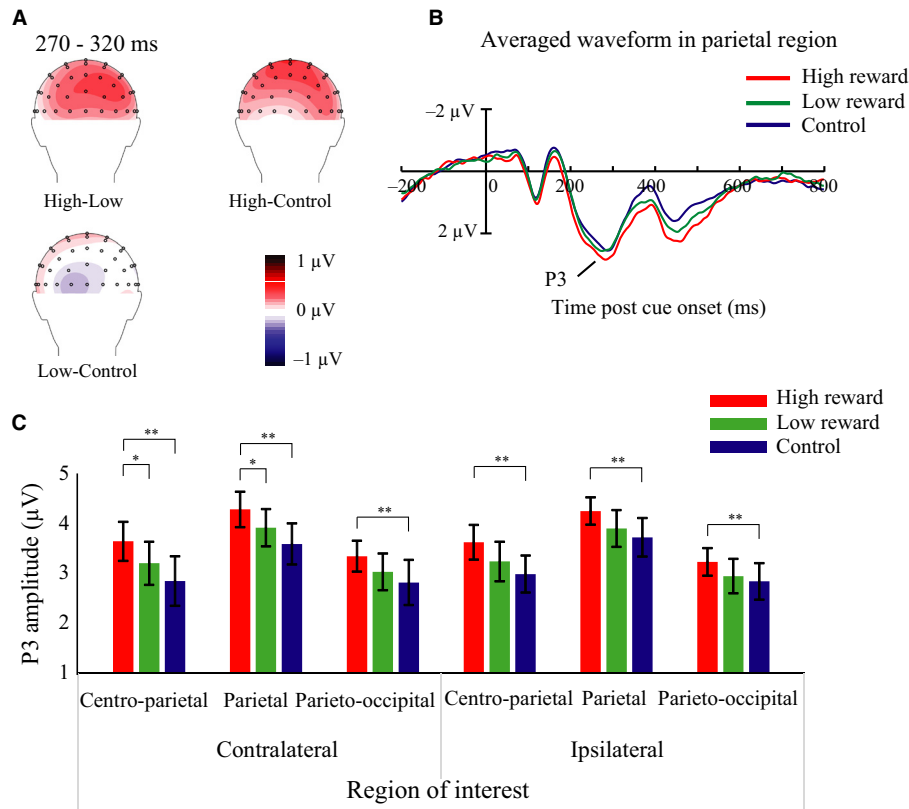 A
270 - 320 ms
High-Low
High-Control
Low-Control
1 µV
0 µV
–1 µV
B
Averaged waveform in parietal region
High reward
Low reward
Control
–2 µV
–200 0 200 400 600 800
2 µV
P3
Time post cue onset (ms)
C
High reward
Low reward
Control
** ** ** ** ** **
* *
5
4
3
2
1
P3 amplitude (µV)
Centro-parietal Parietal Parieto-occipital Centro-parietal Parietal Parieto-occipital
Contralateral Ipsilateral
Region of interest